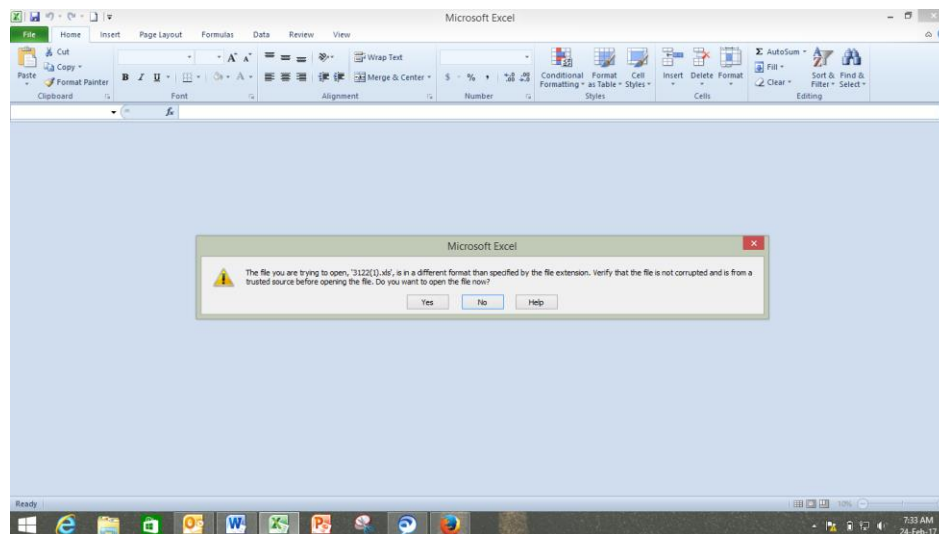 Microsoft Excel
File Home Insert Page Layout Formulas Data Review View
Cut
Copy
Format Painter
Paste
Clipboard
B I U A
Font
Wrap Text
Merge & Center
Alignment
$ % , .0 .00
Number
Conditional Formatting
Format as Table
Cell Styles
Styles
Insert Delete Format
Cells
Σ AutoSum
Fill
Clear
Sort & Filter
Find & Select
Editing
fx
Microsoft Excel
The file you are trying to open, '3122(1).xls', is in a different format than specified by the file extension. Verify that the file is not corrupted and is from a
trusted source before opening the file. Do you want to open the file now?
Yes No Help
Ready
10%
7:33 AM
24-Feb-17